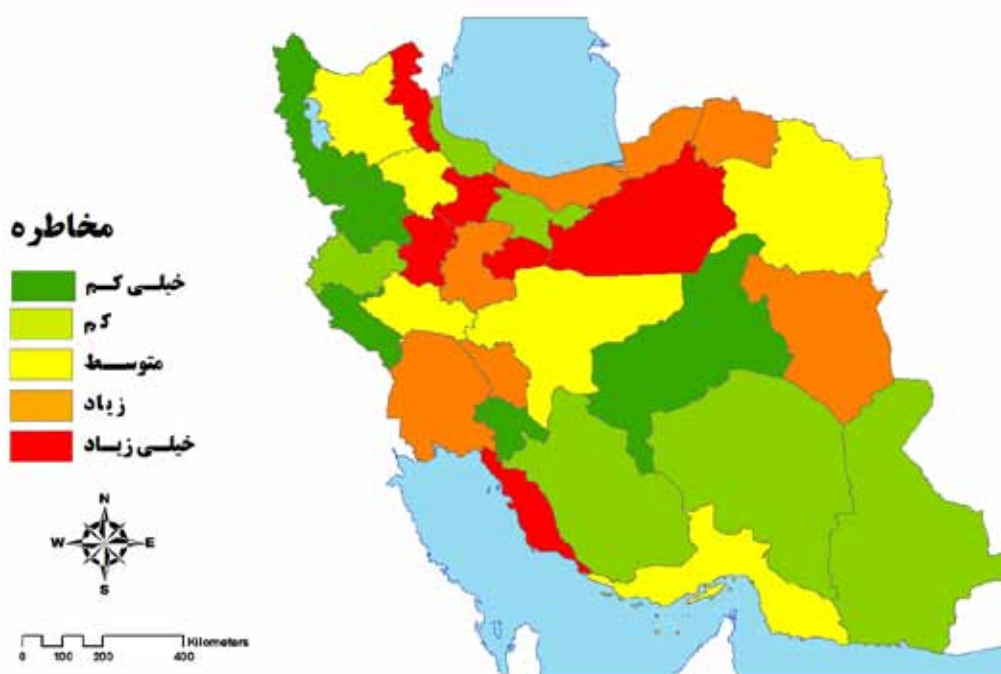 مخاطره
خیلی کم
کم
متوسط
زیاد
خیلی زیاد
N
W E
S
Kilometers
0 100 200 400